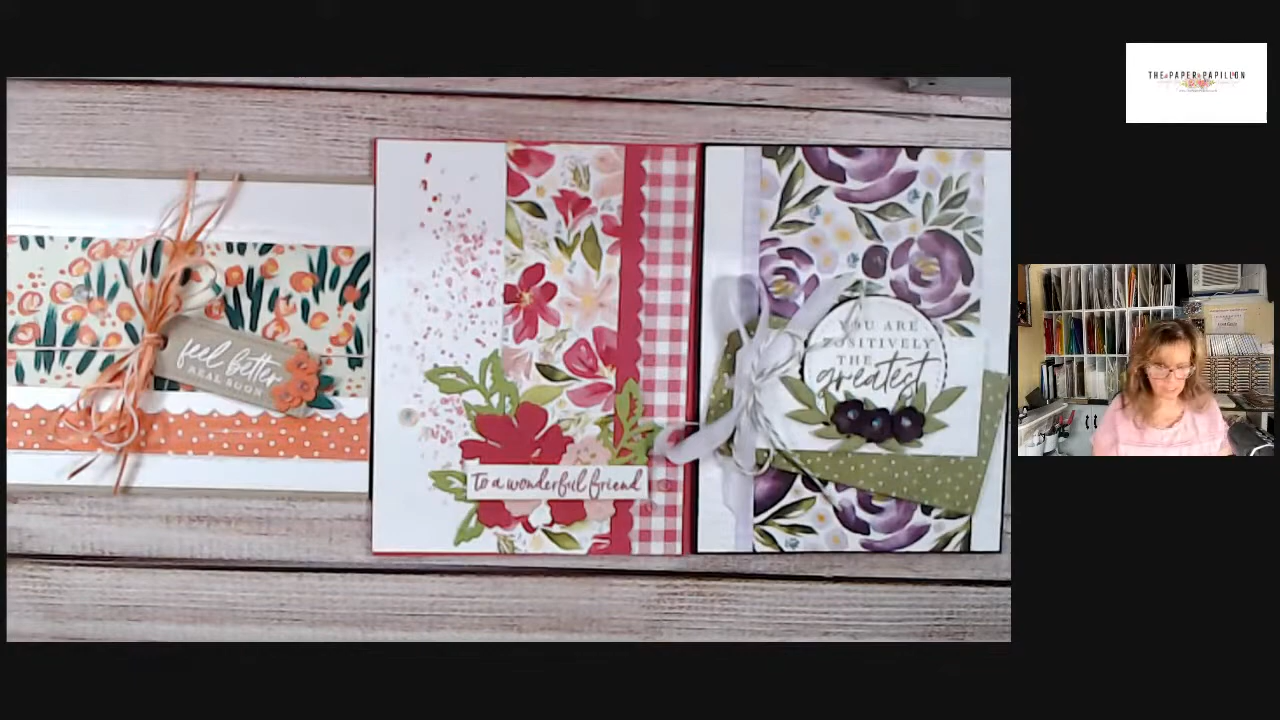 THE PAPER PAPILLON
feel better
REAL SOON
to a wonderful friend
YOU ARE
POSITIVELY
THE
greatest